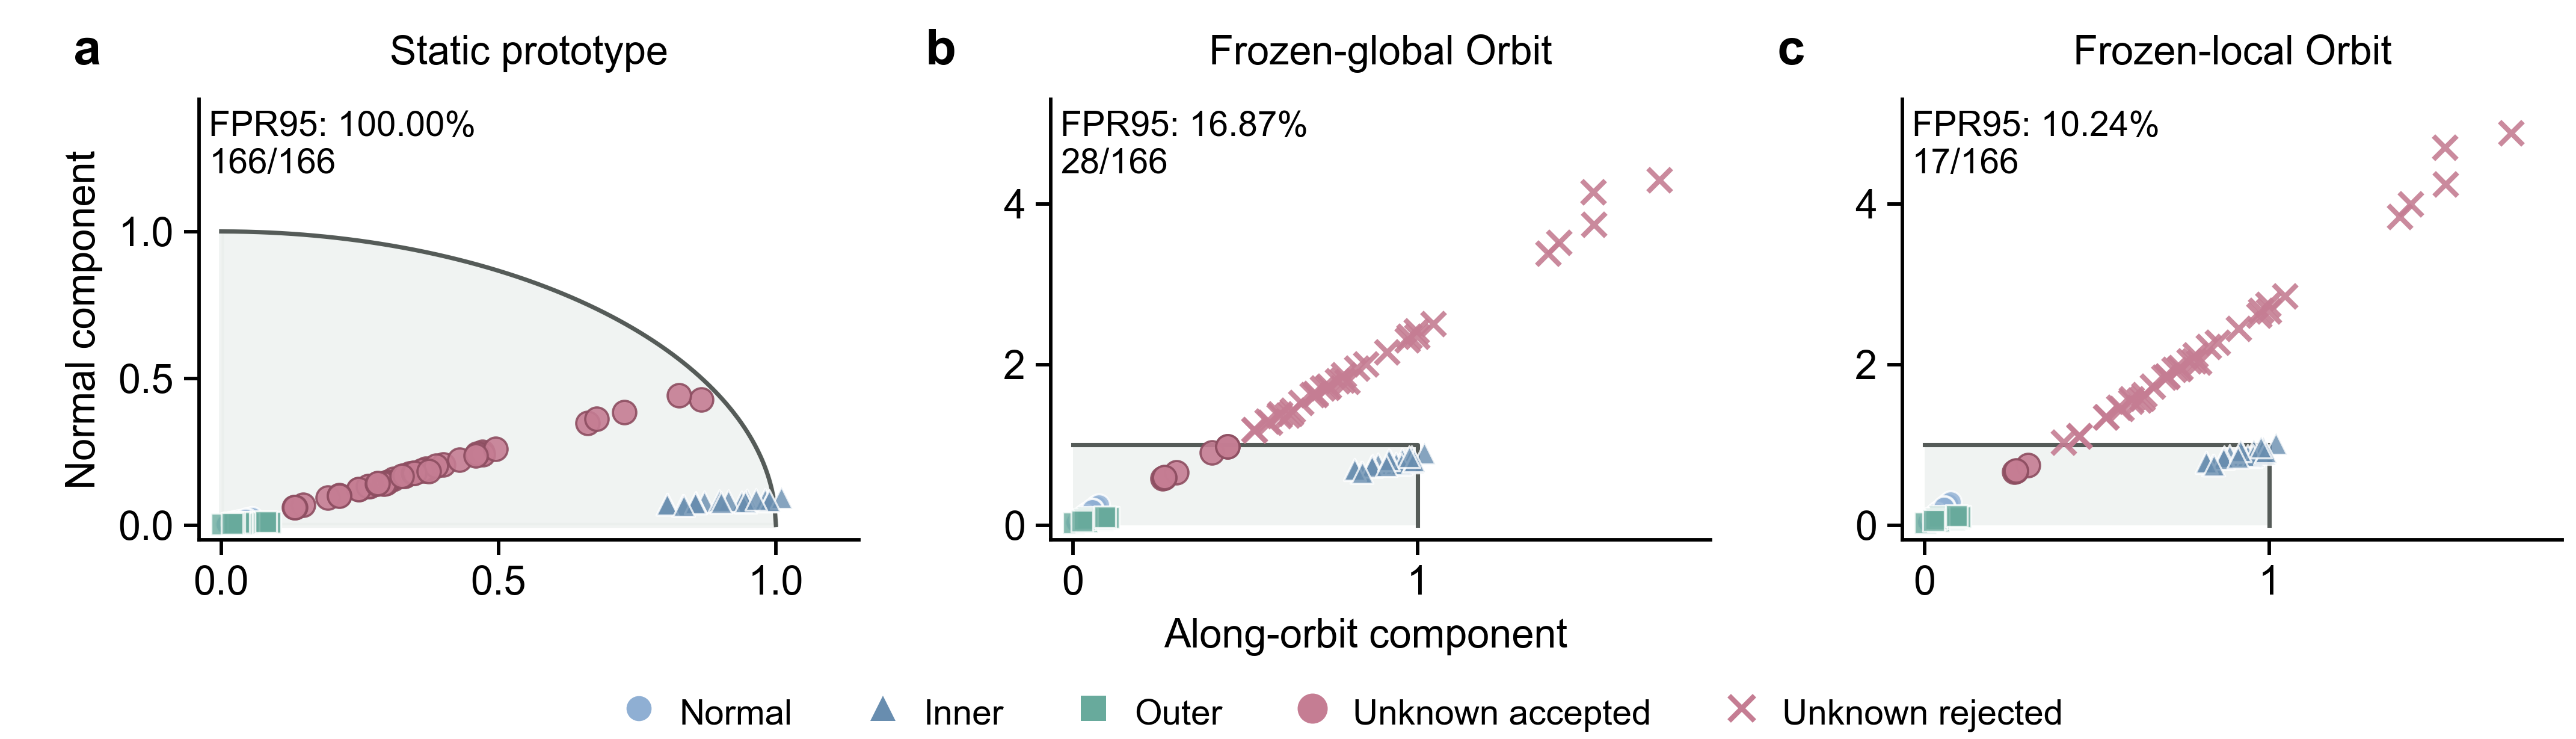 a
Static prototype
FPR95: 100.00%
166/166
Normal component
1.0
0.5
0.0
0.0
0.5
1.0
b
Frozen-global Orbit
FPR95: 16.87%
28/166
4
2
0
0
1
c
Frozen-local Orbit
FPR95: 10.24%
17/166
4
2
0
0
1
Along-orbit component
Normal
Inner
Outer
Unknown accepted
Unknown rejected